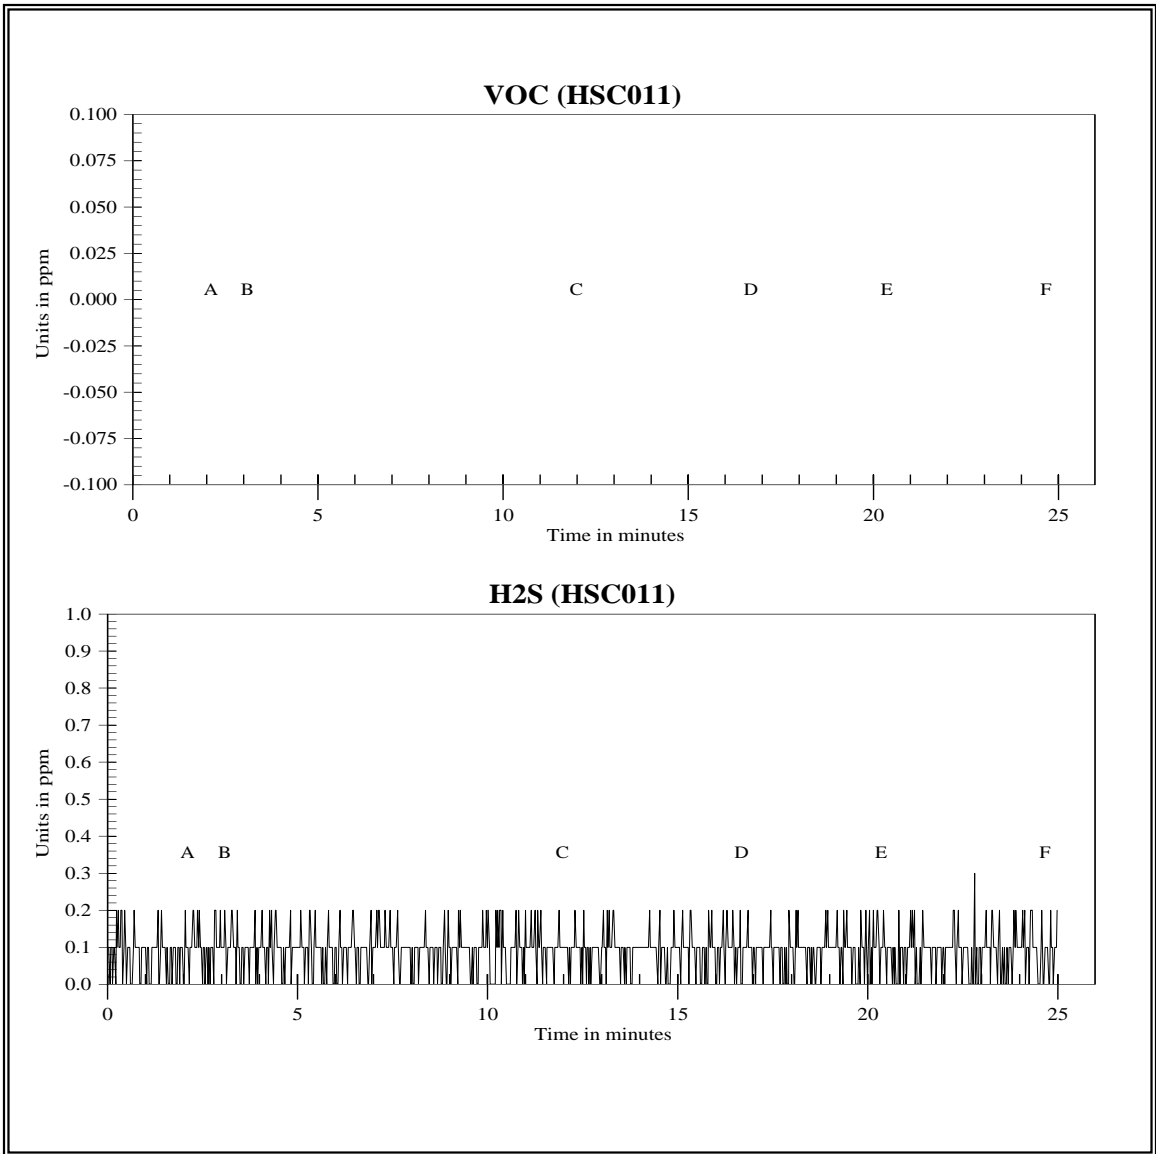 VOC (HSC011)
0.100
0.075
0.050
0.025
0.000
-0.025
-0.050
-0.075
-0.100
Units in ppm
A B C D E F
0 5 10 15 20 25
Time in minutes
H2S (HSC011)
1.0
0.9
0.8
0.7
0.6
0.5
0.4
0.3
0.2
0.1
0.0
Units in ppm
A B C D E F
0 5 10 15 20 25
Time in minutes